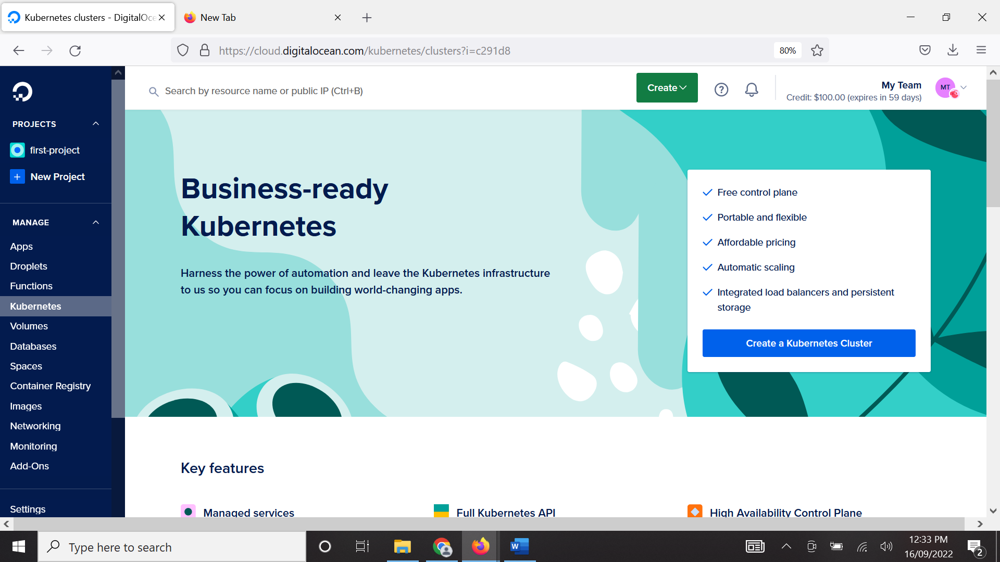 Kubernetes clusters - DigitalOce
New Tab
https://cloud.digitalocean.com/kubernetes/clusters?i=c291d8
80%
Search by resource name or public IP (Ctrl+B)
Create
My Team
Credit: $100.00 (expires in 59 days)
MT
PROJECTS
first-project
New Project
MANAGE
Apps
Droplets
Functions
Kubernetes
Volumes
Databases
Spaces
Container Registry
Images
Networking
Monitoring
Add-Ons
Settings
Business-ready
Kubernetes
Harness the power of automation and leave the Kubernetes infrastructure
to us so you can focus on building world-changing apps.
Free control plane
Portable and flexible
Affordable pricing
Automatic scaling
Integrated load balancers and persistent
storage
Create a Kubernetes Cluster
Key features
Managed services
Full Kubernetes API
High Availability Control Plane
Type here to search
W
12:33 PM
16/09/2022
2